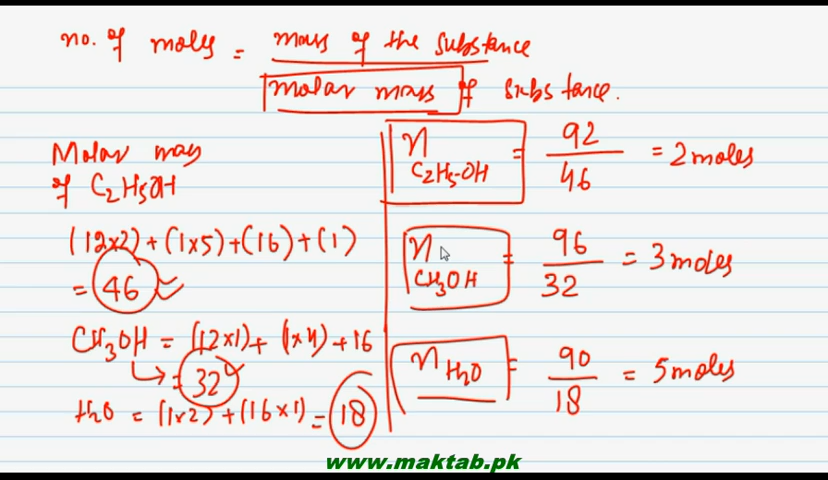 no. of moles = mass of the substance
molar mass of substance.
Molar mass
of C2H5OH
(12×2)+(1×5)+(16)+(1)
= 46
CH3OH = (12×1)+(1×4)+16
= 32
H2O = (1×2)+(16×1) = 18
n C2H5-OH = 92/46 = 2 moles
n CH3OH = 96/32 = 3 moles
n H2O = 90/18 = 5 moles
www.maktab.pk